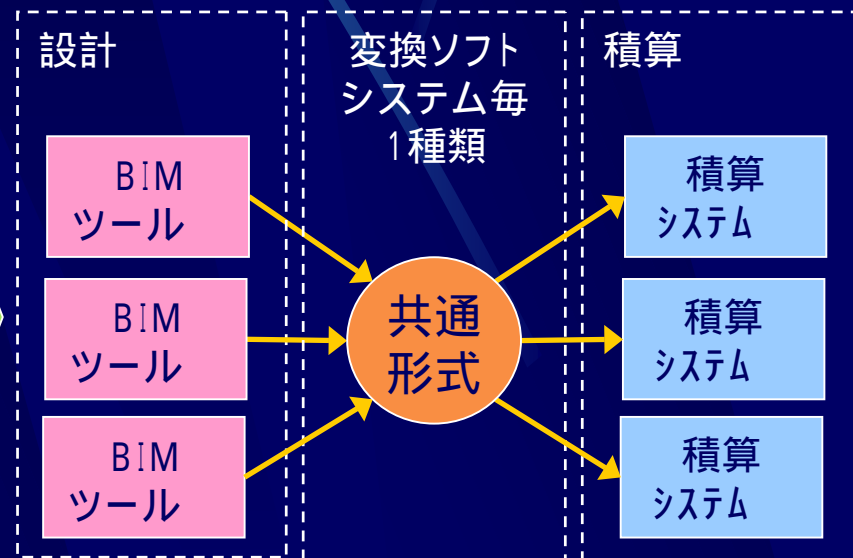 設計
BIM
ツール
BIM
ツール
BIM
ツール
変換ソフト
システム毎
1種類
共通
形式
積算
積算
システム
積算
システム
積算
システム